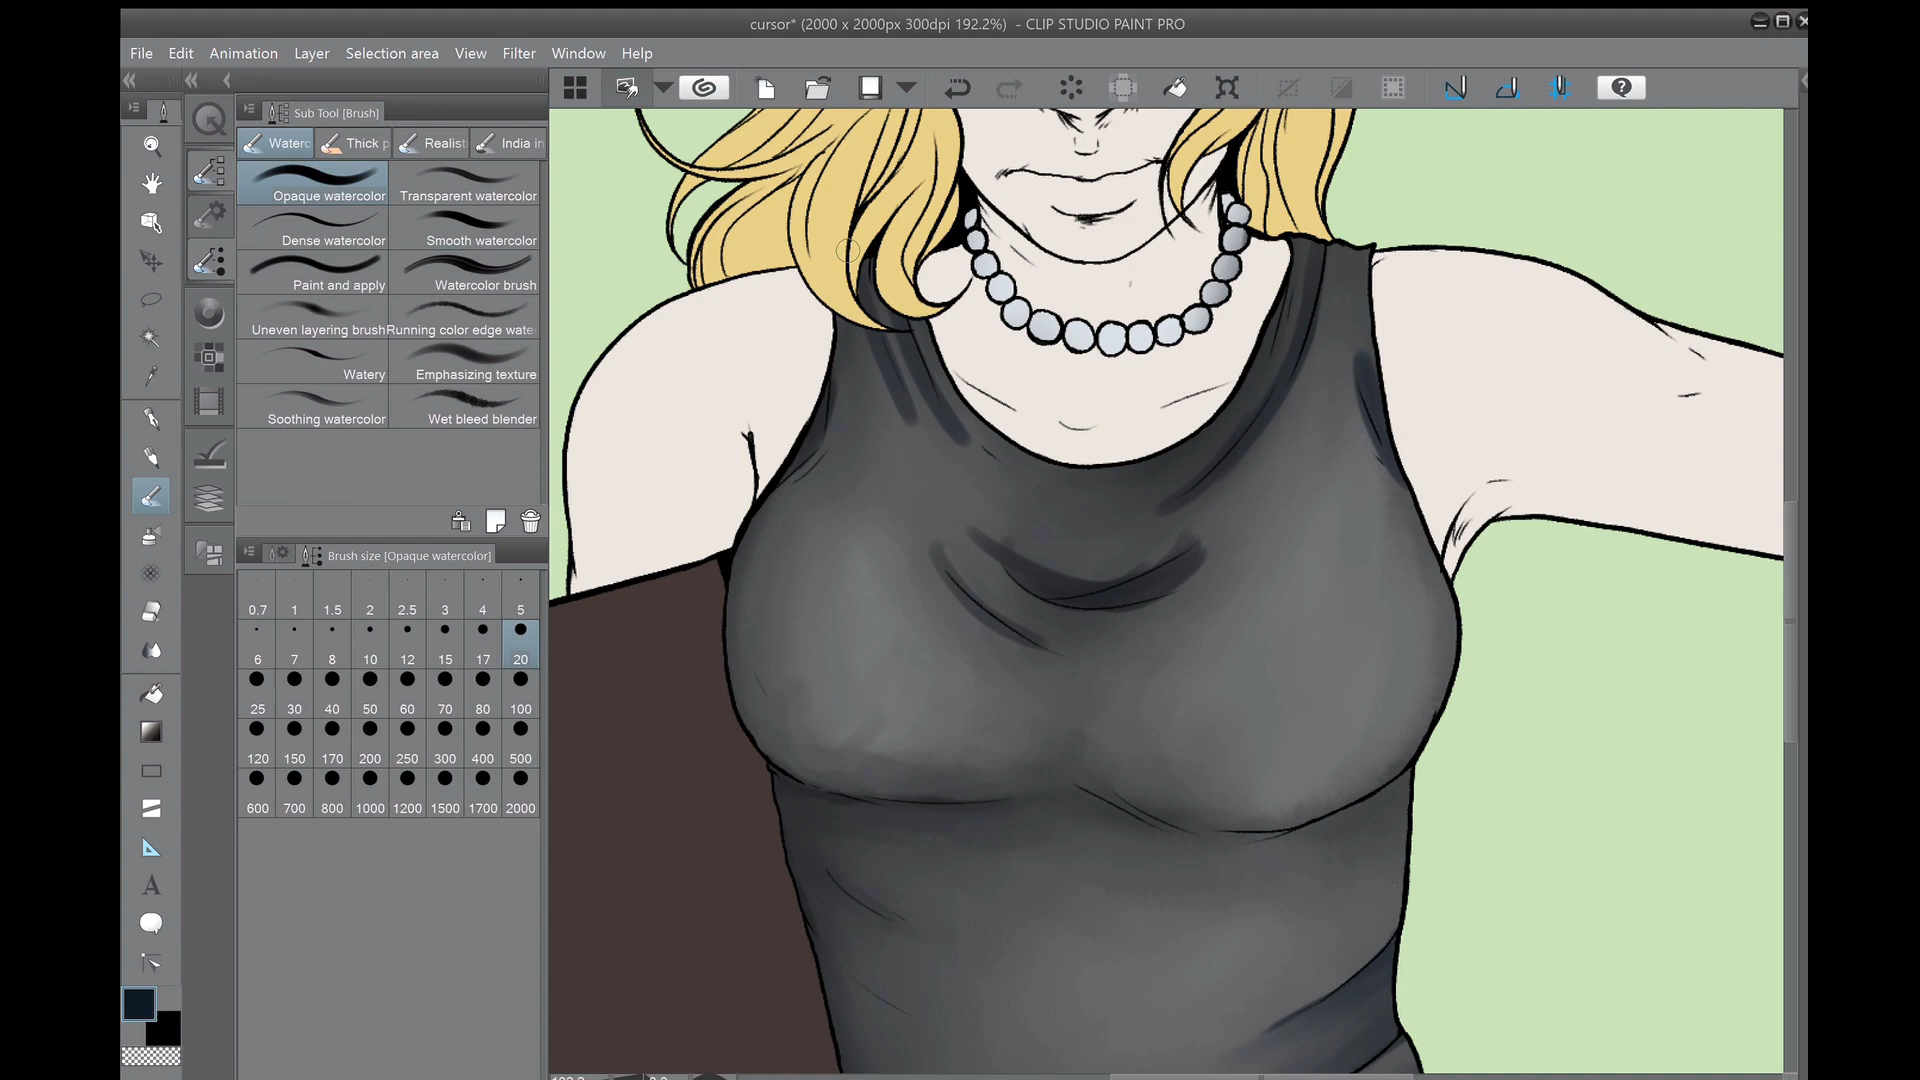 cursor* (2000 x 2000px 300dpi 192.2%) - CLIP STUDIO PAINT PRO
File Edit Animation Layer Selection area View Filter Window Help
Sub Tool [Brush]
Waterc Thick p Realist India in
Opaque watercolor Transparent watercolor
Dense watercolor Smooth watercolor
Paint and apply Watercolor brush
Uneven layering brush Running color edge wate
Watery Emphasizing texture
Soothing watercolor Wet bleed blender
Brush size [Opaque watercolor]
0.7 1 1.5 2 2.5 3 4 5
6 7 8 10 12 15 17 20
25 30 40 50 60 70 80 100
120 150 170 200 250 300 400 500
600 700 800 1000 1200 1500 1700 2000